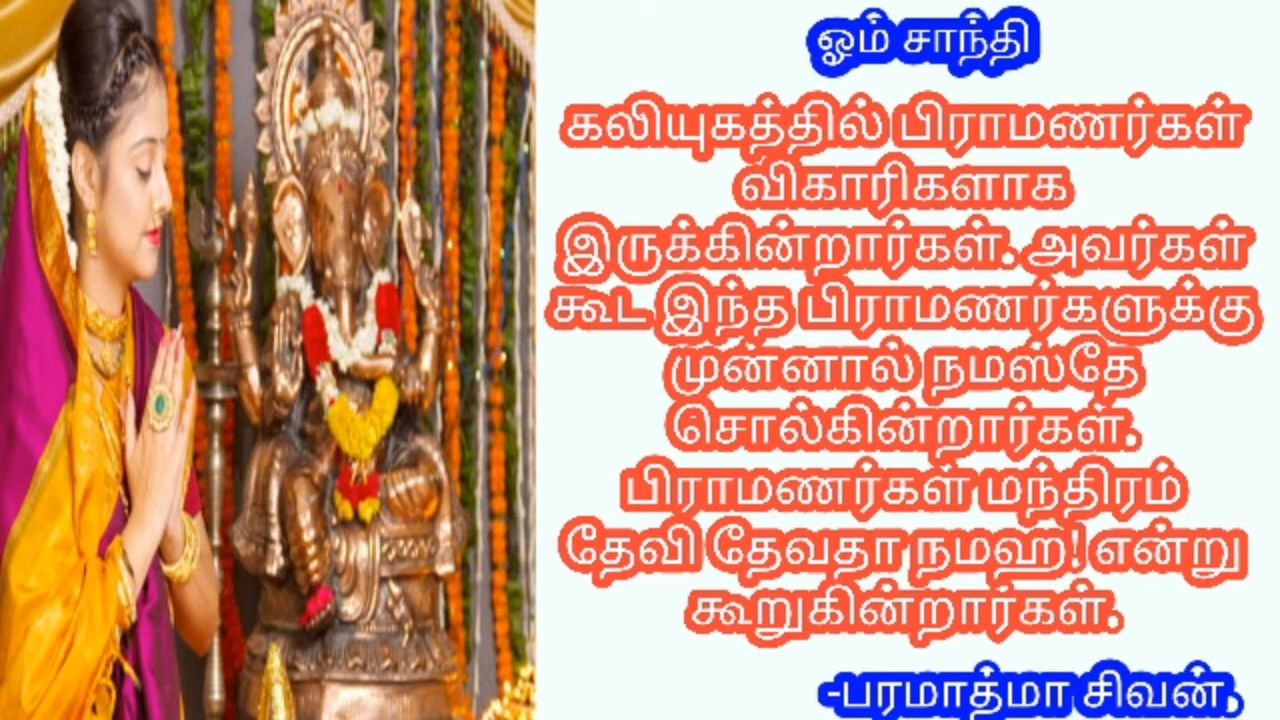 ஓம் சாந்தி
கலியுகத்தில் பிராமணர்கள்
விகாரிகளாக
இருக்கின்றார்கள். அவர்கள்
கூட இந்த பிராமணர்களுக்கு
முன்னால் நமஸ்தே
சொல்கின்றார்கள்.
பிராமணர்கள் மந்திரம்
தேவி தேவதா நமஹ! என்று
கூறுகின்றார்கள்.
-பரமாத்மா சிவன்,